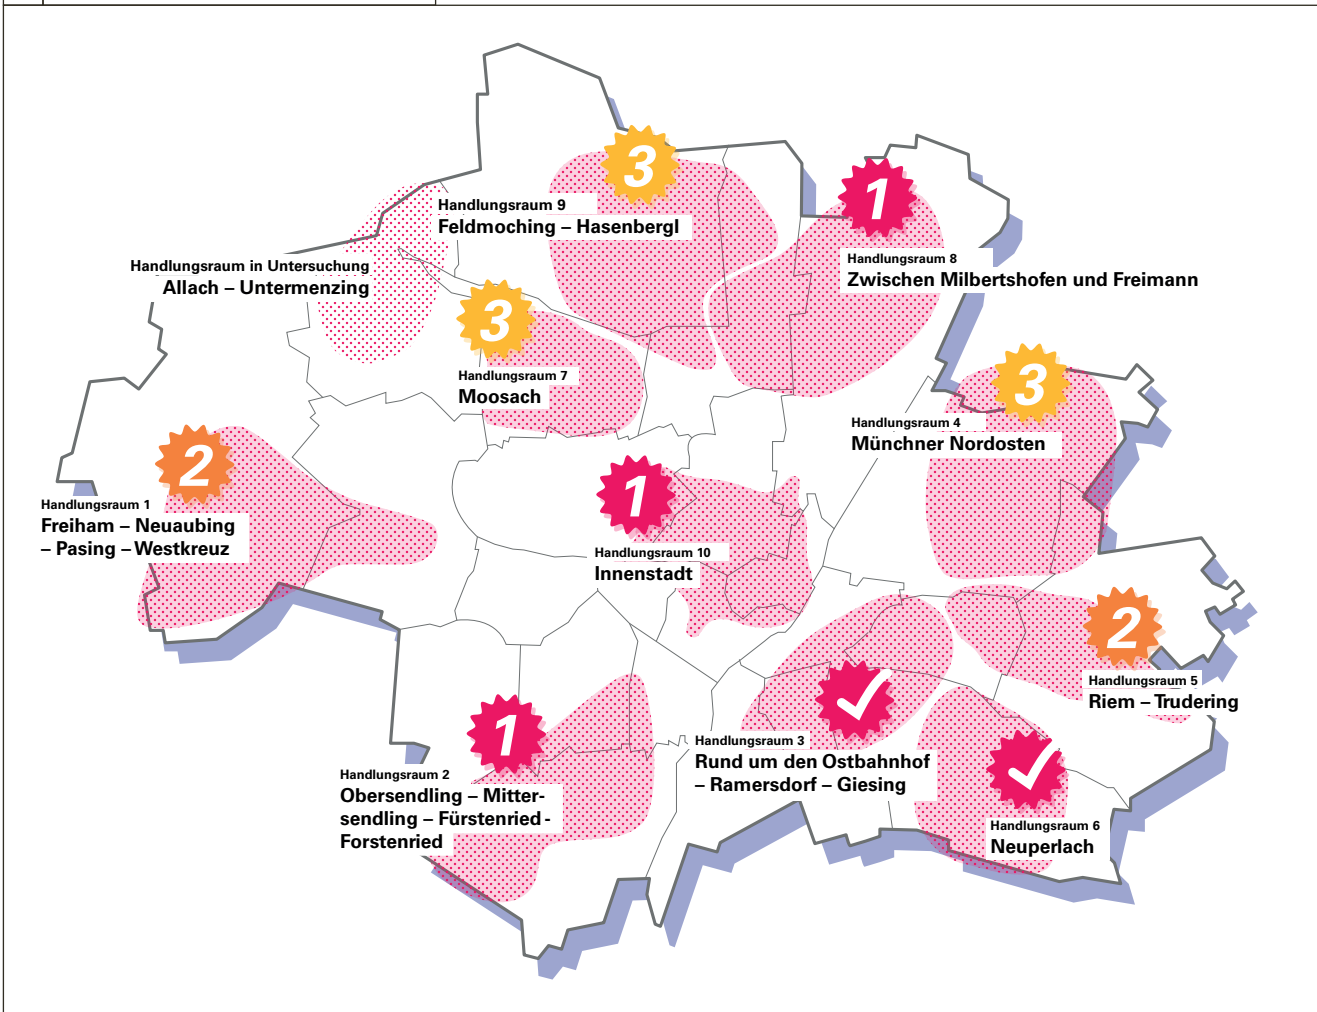 3
Handlungsraum 9
Feldmoching – Hasenbergl
1
Handlungsraum 8
Zwischen Milbertshofen und Freimann
Handlungsraum in Untersuchung
Allach – Untermenzing
3
Handlungsraum 7
Moosach
3
Handlungsraum 4
Münchner Nordosten
2
Handlungsraum 1
Freiham – Neuaubing
– Pasing – Westkreuz
1
Handlungsraum 10
Innenstadt
2
Handlungsraum 5
Riem – Trudering
1
Handlungsraum 2
Obersendling – Mitter-
sendling – Fürstenried -
Forstenried
Handlungsraum 3
Rund um den Ostbahnhof
– Ramersdorf – Giesing
Handlungsraum 6
Neuperlach